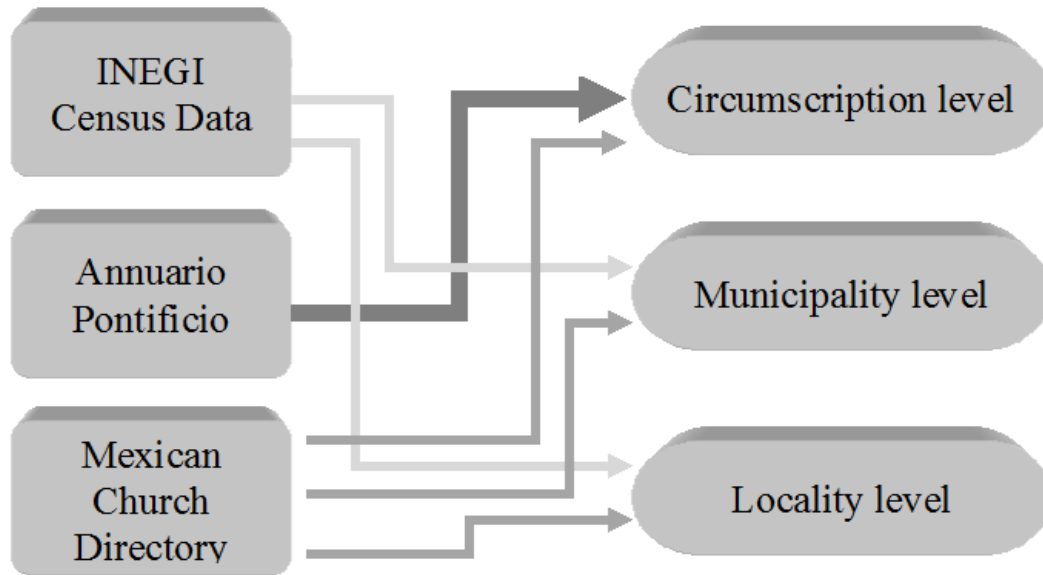 INEGI
Census Data
Circumscription level
Annuario
Pontificio
Municipality level
Mexican
Church
Directory
Locality level